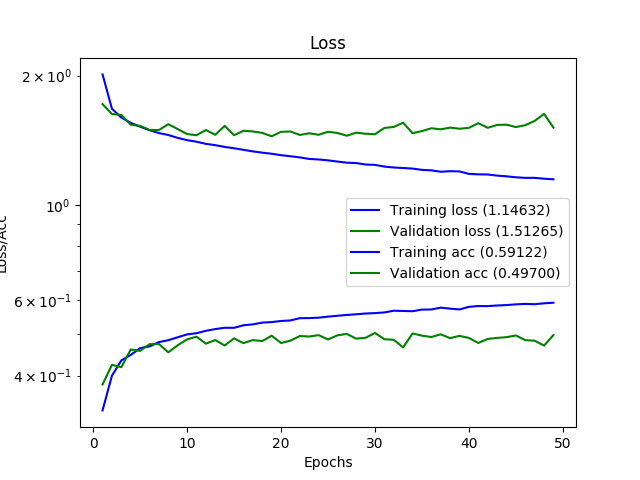 Loss
2 × 10⁰
10⁰
6 × 10⁻¹
4 × 10⁻¹
Loss/Acc
Training loss (1.14632)
Validation loss (1.51265)
Training acc (0.59122)
Validation acc (0.49700)
0 10 20 30 40 50
Epochs